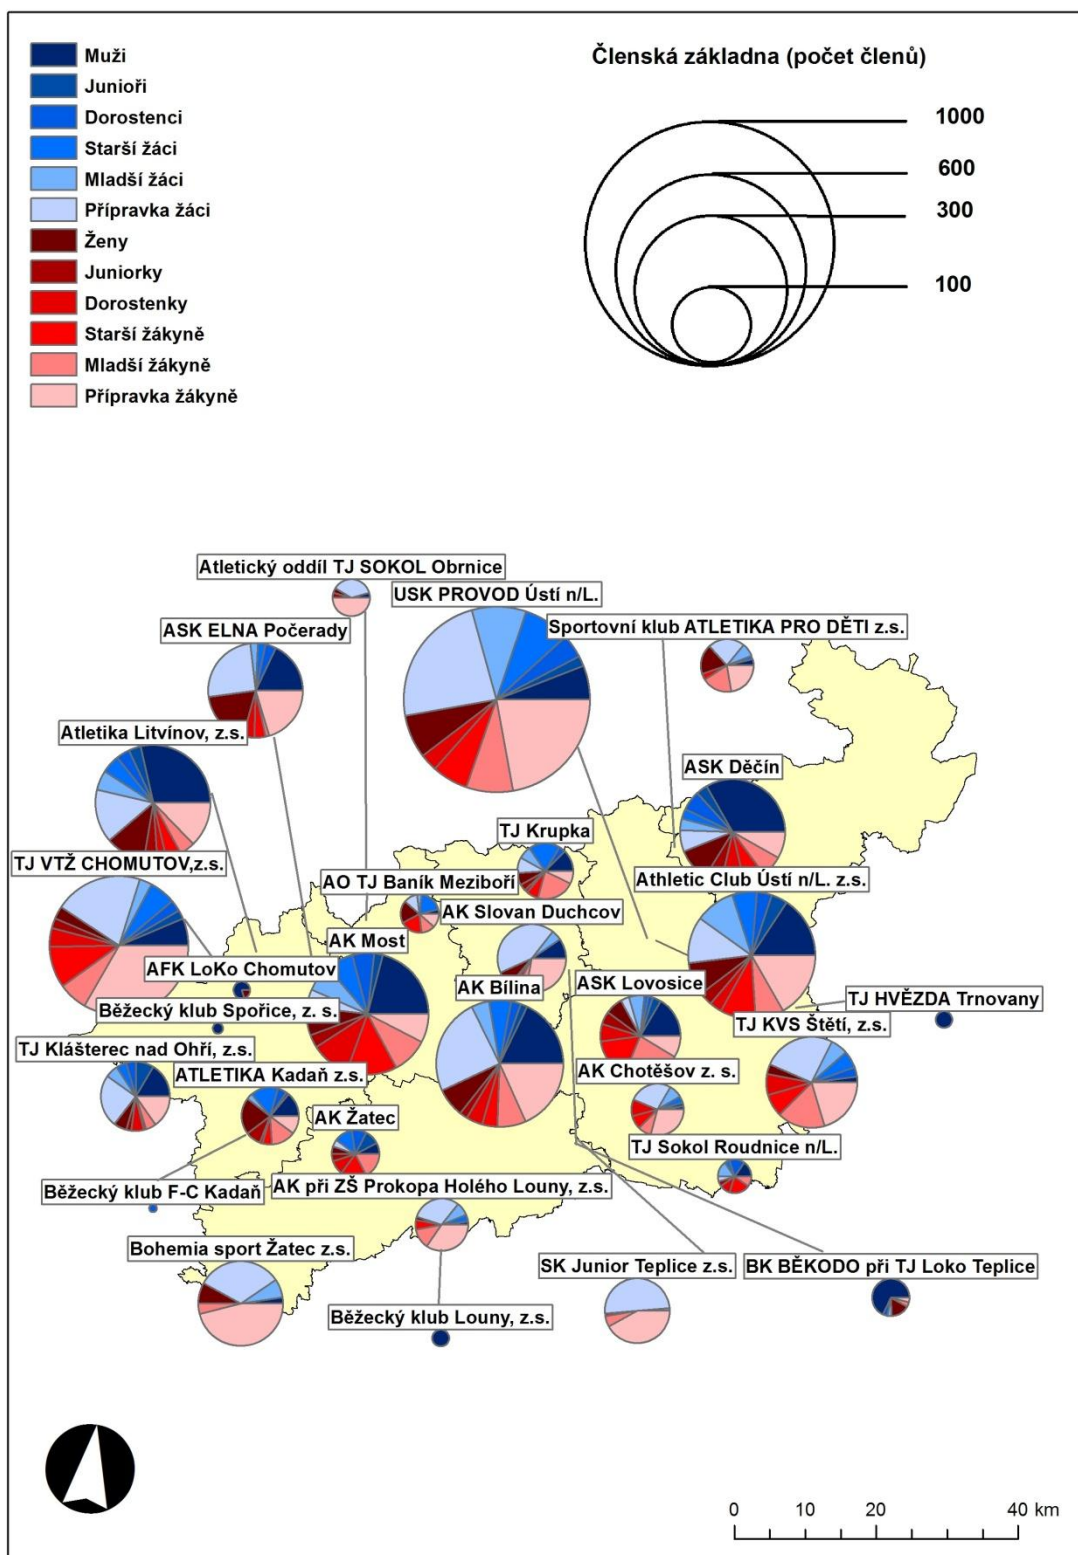 Muži
Junioři
Dorostenci
Starší žáci
Mladší žáci
Přípravka žáci
Ženy
Juniorky
Dorostenky
Starší žákyně
Mladší žákyně
Přípravka žákyně
Členská základna (počet členů)
1000
600
300
100
Atletický oddíl TJ SOKOL Obrnice
USK PROVOD Ústí n/L.
Sportovní klub ATLETIKA PRO DĚTI z.s.
ASK ELNA Počerady
Atletika Litvínov, z.s.
ASK Děčín
TJ Krupka
TJ VTŽ CHOMUTOV,z.s.
AO TJ Baník Meziboří
Athletic Club Ústí n/L. z.s.
AK Slovan Duchcov
AK Most
AFK LoKo Chomutov
ASK Lovosice
AK Bílina
TJ HVĚZDA Trnovany
Běžecký klub Spořice, z. s.
TJ KVS Štětí, z.s.
TJ Klášterec nad Ohří, z.s.
ATLETIKA Kadaň z.s.
AK Chotěšov z. s.
AK Žatec
TJ Sokol Roudnice n/L.
Běžecký klub F-C Kadaň
AK při ZŠ Prokopa Holého Louny, z.s.
Bohemia sport Žatec z.s.
SK Junior Teplice z.s.
BK BĚKODO při TJ Loko Teplice
Běžecký klub Louny, z.s.
0 10 20 40 km